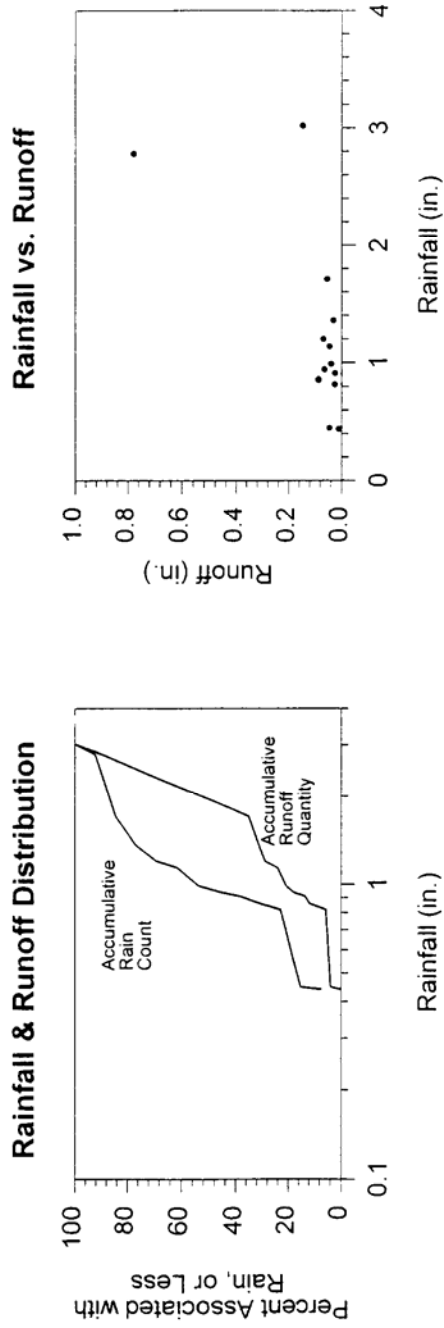 Rainfall & Runoff Distribution
Percent Associated with
Rain, or Less
100
80
60
40
20
0
Accumulative
Rain
Count
Accumulative
Runoff
Quantity
0.1
1
Rainfall (in.)
Rainfall vs. Runoff
Runoff (in.)
1.0
0.8
0.6
0.4
0.2
0.0
0
1
2
3
4
Rainfall (in.)